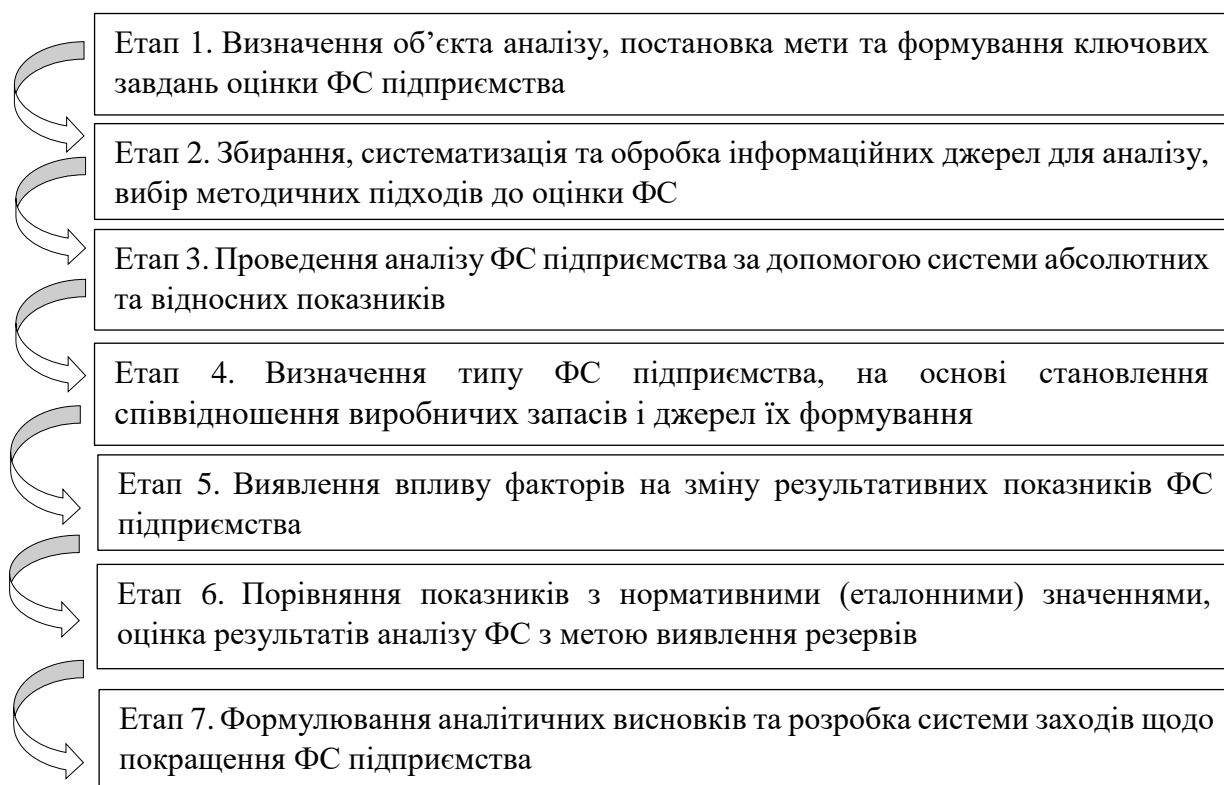 Етап 1. Визначення об’єкта аналізу, постановка мети та формування ключових
завдань оцінки ФС підприємства
Етап 2. Збирання, систематизація та обробка інформаційних джерел для аналізу,
вибір методичних підходів до оцінки ФС
Етап 3. Проведення аналізу ФС підприємства за допомогою системи абсолютних
та відносних показників
Етап 4. Визначення типу ФС підприємства, на основі становлення
співвідношення виробничих запасів і джерел їх формування
Етап 5. Виявлення впливу факторів на зміну результативних показників ФС
підприємства
Етап 6. Порівняння показників з нормативними (еталонними) значеннями,
оцінка результатів аналізу ФС з метою виявлення резервів
Етап 7. Формулювання аналітичних висновків та розробка системи заходів щодо
покращення ФС підприємства